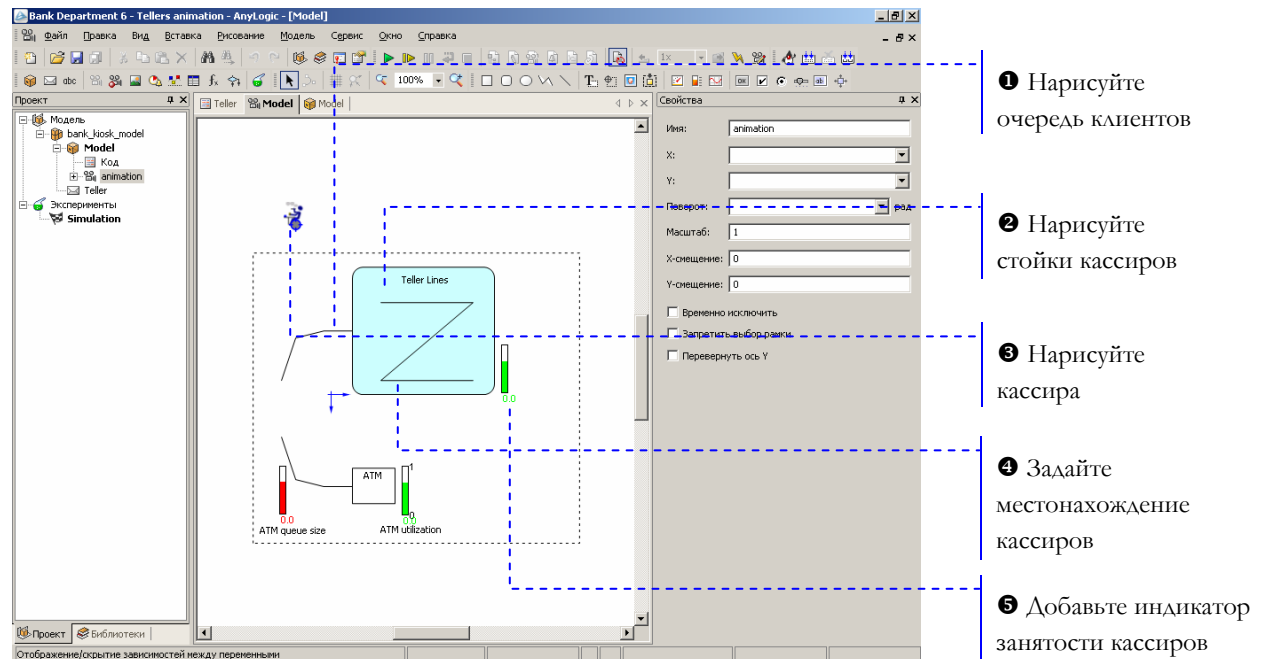 Bank Department 6 - Tellers animation - AnyLogic - [Model]
Файл Правка Вид Вставка Рисование Модель Сервис Окно Справка
100%
Проект
Модель
bank_kiosk_model
Model
Код
animation
Teller
Эксперименты
Simulation
Проект Библиотеки
Teller Model Model
Teller Lines
0.0
ATM
1
0
0.0
0.0
ATM queue size
ATM utilization
Свойства
Имя: animation
X:
Y:
Поворот: рад
Масштаб: 1
X-смещение: 0
Y-смещение: 0
Временно исключить
Запретить выбор рамки
Перевернуть ось Y
Отображение/скрытие зависимостей между переменными
❶ Нарисуйте
очередь клиентов
❷ Нарисуйте
стойки кассиров
❸ Нарисуйте
кассира
❹ Задайте
местонахождение
кассиров
❺ Добавьте индикатор
занятости кассиров